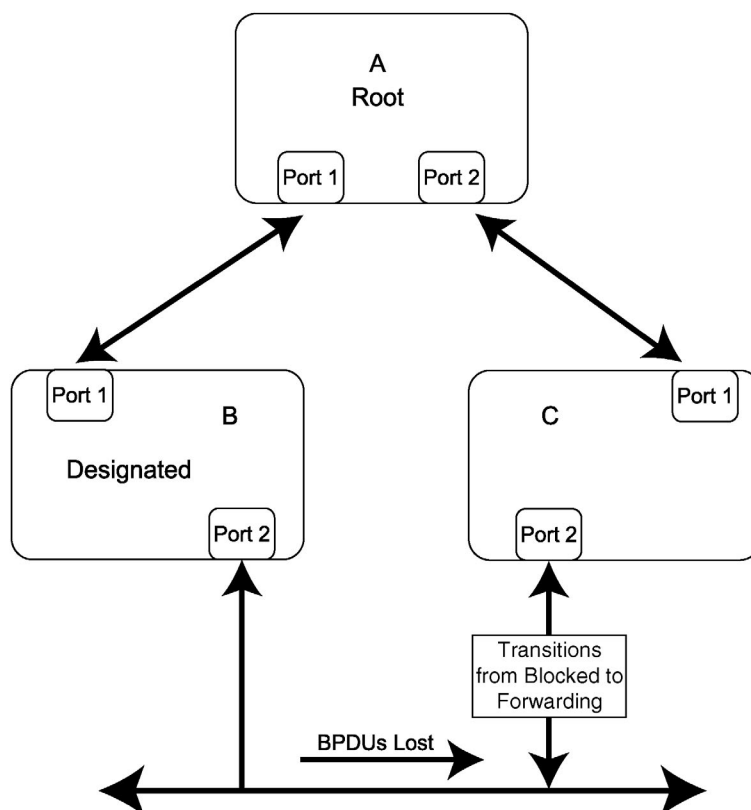 A
Root
Port 1
Port 2
Port 1
B
Designated
Port 2
Port 1
C
Port 2
Transitions
from Blocked to
Forwarding
BPDUs Lost